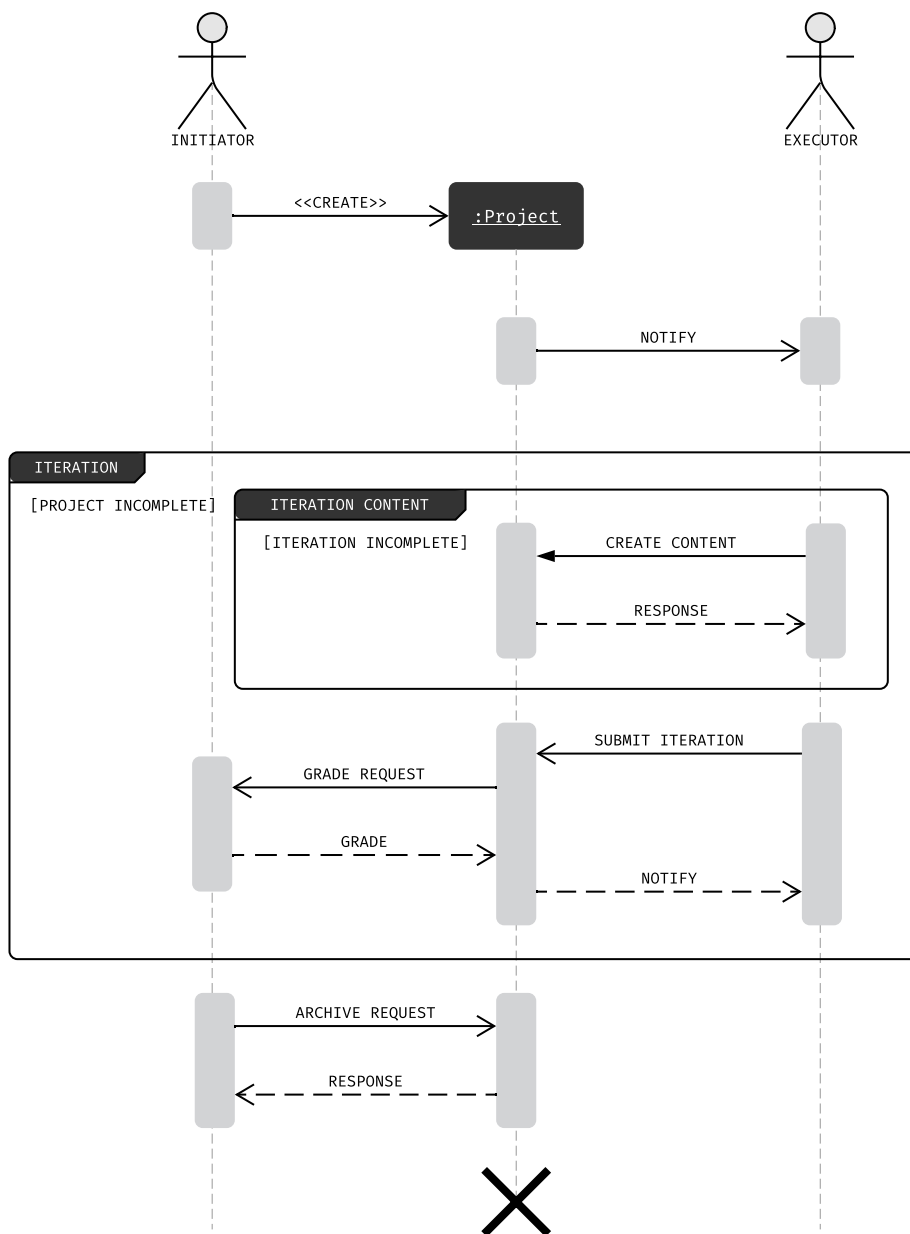 INITIATOR
EXECUTOR
<<CREATE>>
:Project
NOTIFY
ITERATION
[PROJECT INCOMPLETE]
ITERATION CONTENT
[ITERATION INCOMPLETE]
CREATE CONTENT
RESPONSE
SUBMIT ITERATION
GRADE REQUEST
GRADE
NOTIFY
ARCHIVE REQUEST
RESPONSE